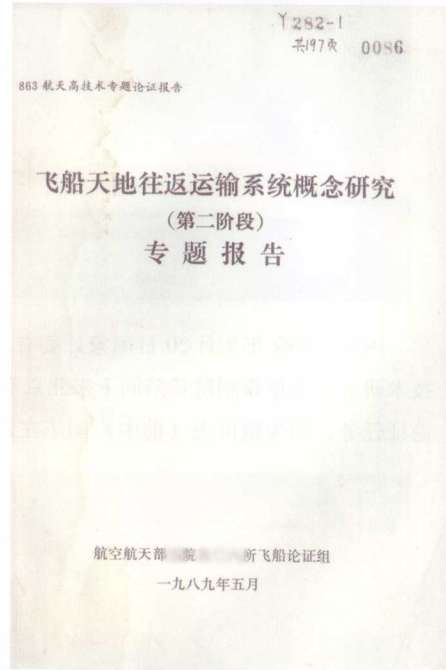 Y282-1
共197页 0086
863航天高技术专题论证报告
飞船天地往返运输系统概念研究
(第二阶段)
专题报告
航空航天部 院 所飞船论证组
一九八九年五月